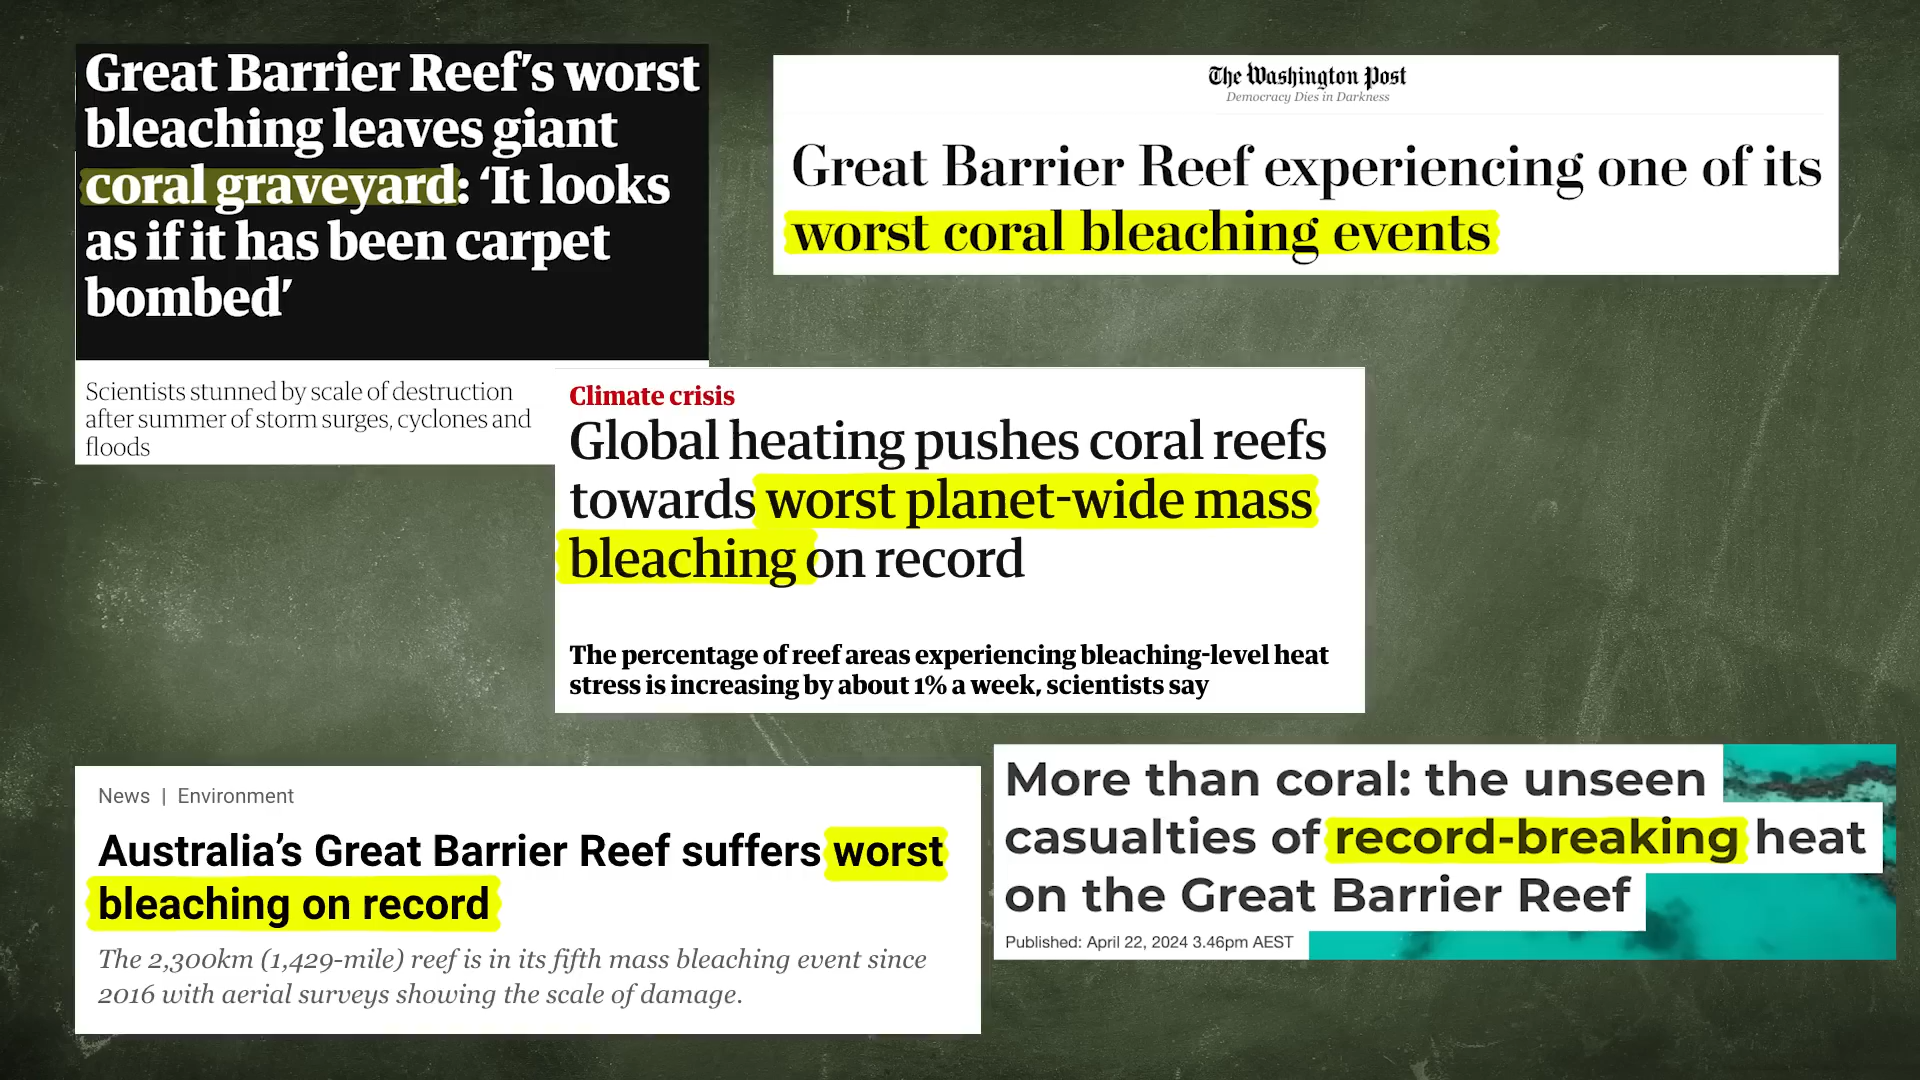 Great Barrier Reef’s worst
bleaching leaves giant
coral graveyard: ‘It looks
as if it has been carpet
bombed’
Scientists stunned by scale of destruction
after summer of storm surges, cyclones and
floods
The Washington Post
Democracy Dies in Darkness
Great Barrier Reef experiencing one of its
worst coral bleaching events
Climate crisis
Global heating pushes coral reefs
towards worst planet-wide mass
bleaching on record
The percentage of reef areas experiencing bleaching-level heat
stress is increasing by about 1% a week, scientists say
News | Environment
Australia’s Great Barrier Reef suffers worst
bleaching on record
The 2,300km (1,429-mile) reef is in its fifth mass bleaching event since
2016 with aerial surveys showing the scale of damage.
More than coral: the unseen
casualties of record-breaking heat
on the Great Barrier Reef
Published: April 22, 2024 3.46pm AEST